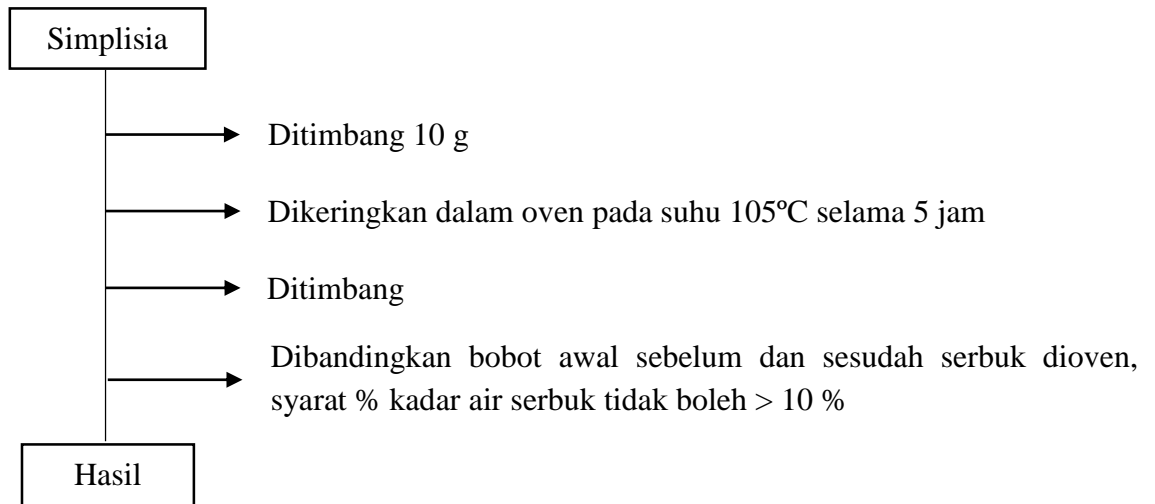 Simplisia
Ditimbang 10 g
Dikeringkan dalam oven pada suhu 105ºC selama 5 jam
Ditimbang
Dibandingkan bobot awal sebelum dan sesudah serbuk dioven,
syarat % kadar air serbuk tidak boleh > 10 %
Hasil